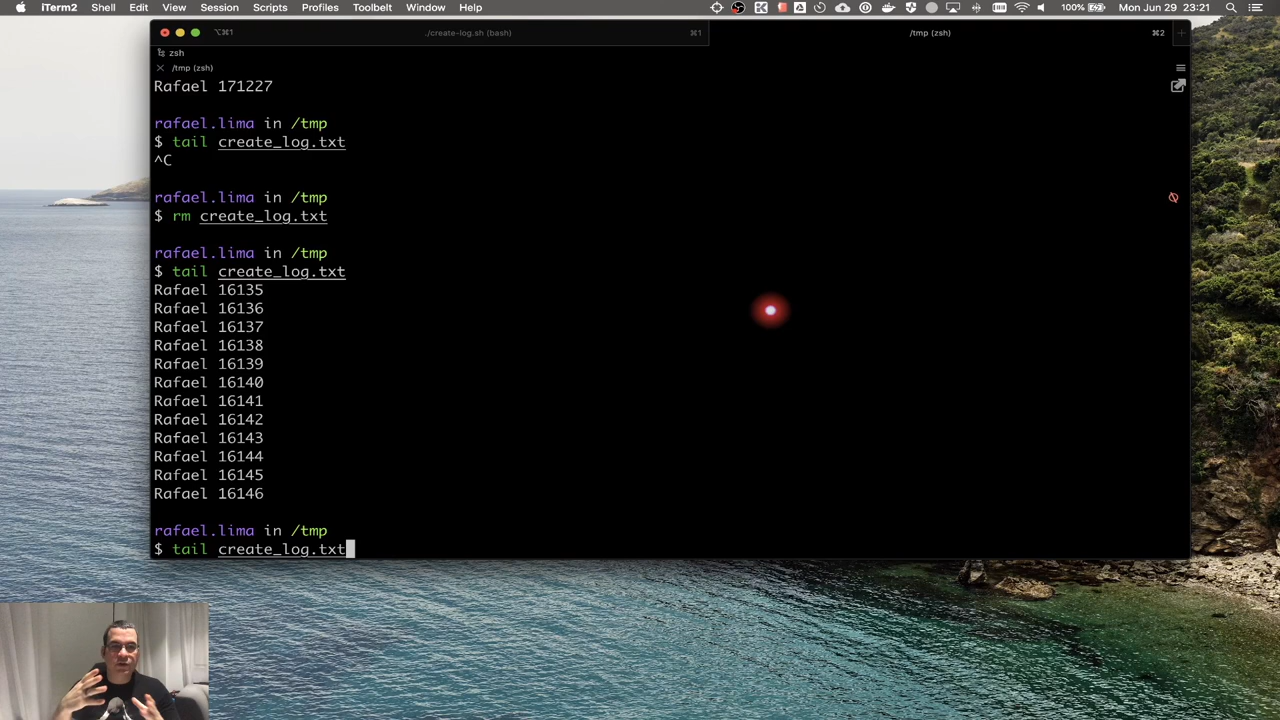 iTerm2 Shell Edit View Session Scripts Profiles Toolbelt Window Help 100% Mon Jun 29 23:21
⌥⌘1 ./create-log.sh (bash) ⌘1 /tmp (zsh) ⌘2
zsh
/tmp (zsh)
Rafael 171227
rafael.lima in /tmp
$ tail create_log.txt
^C
rafael.lima in /tmp
$ rm create_log.txt
rafael.lima in /tmp
$ tail create_log.txt
Rafael 16135
Rafael 16136
Rafael 16137
Rafael 16138
Rafael 16139
Rafael 16140
Rafael 16141
Rafael 16142
Rafael 16143
Rafael 16144
Rafael 16145
Rafael 16146
rafael.lima in /tmp
$ tail create_log.txt